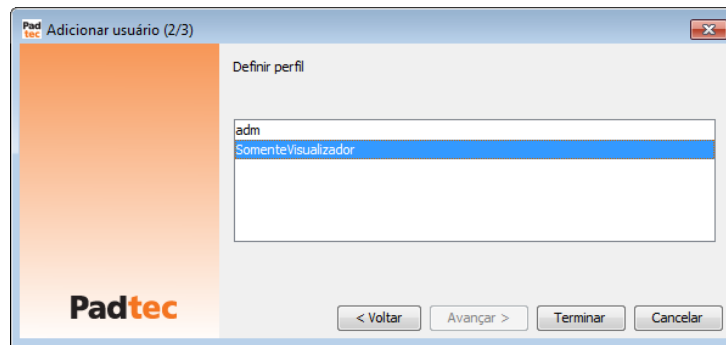 Pad
tec
Adicionar usuário (2/3)
Definir perfil
adm
SomenteVisualizador
Padtec
< Voltar
Avançar >
Terminar
Cancelar